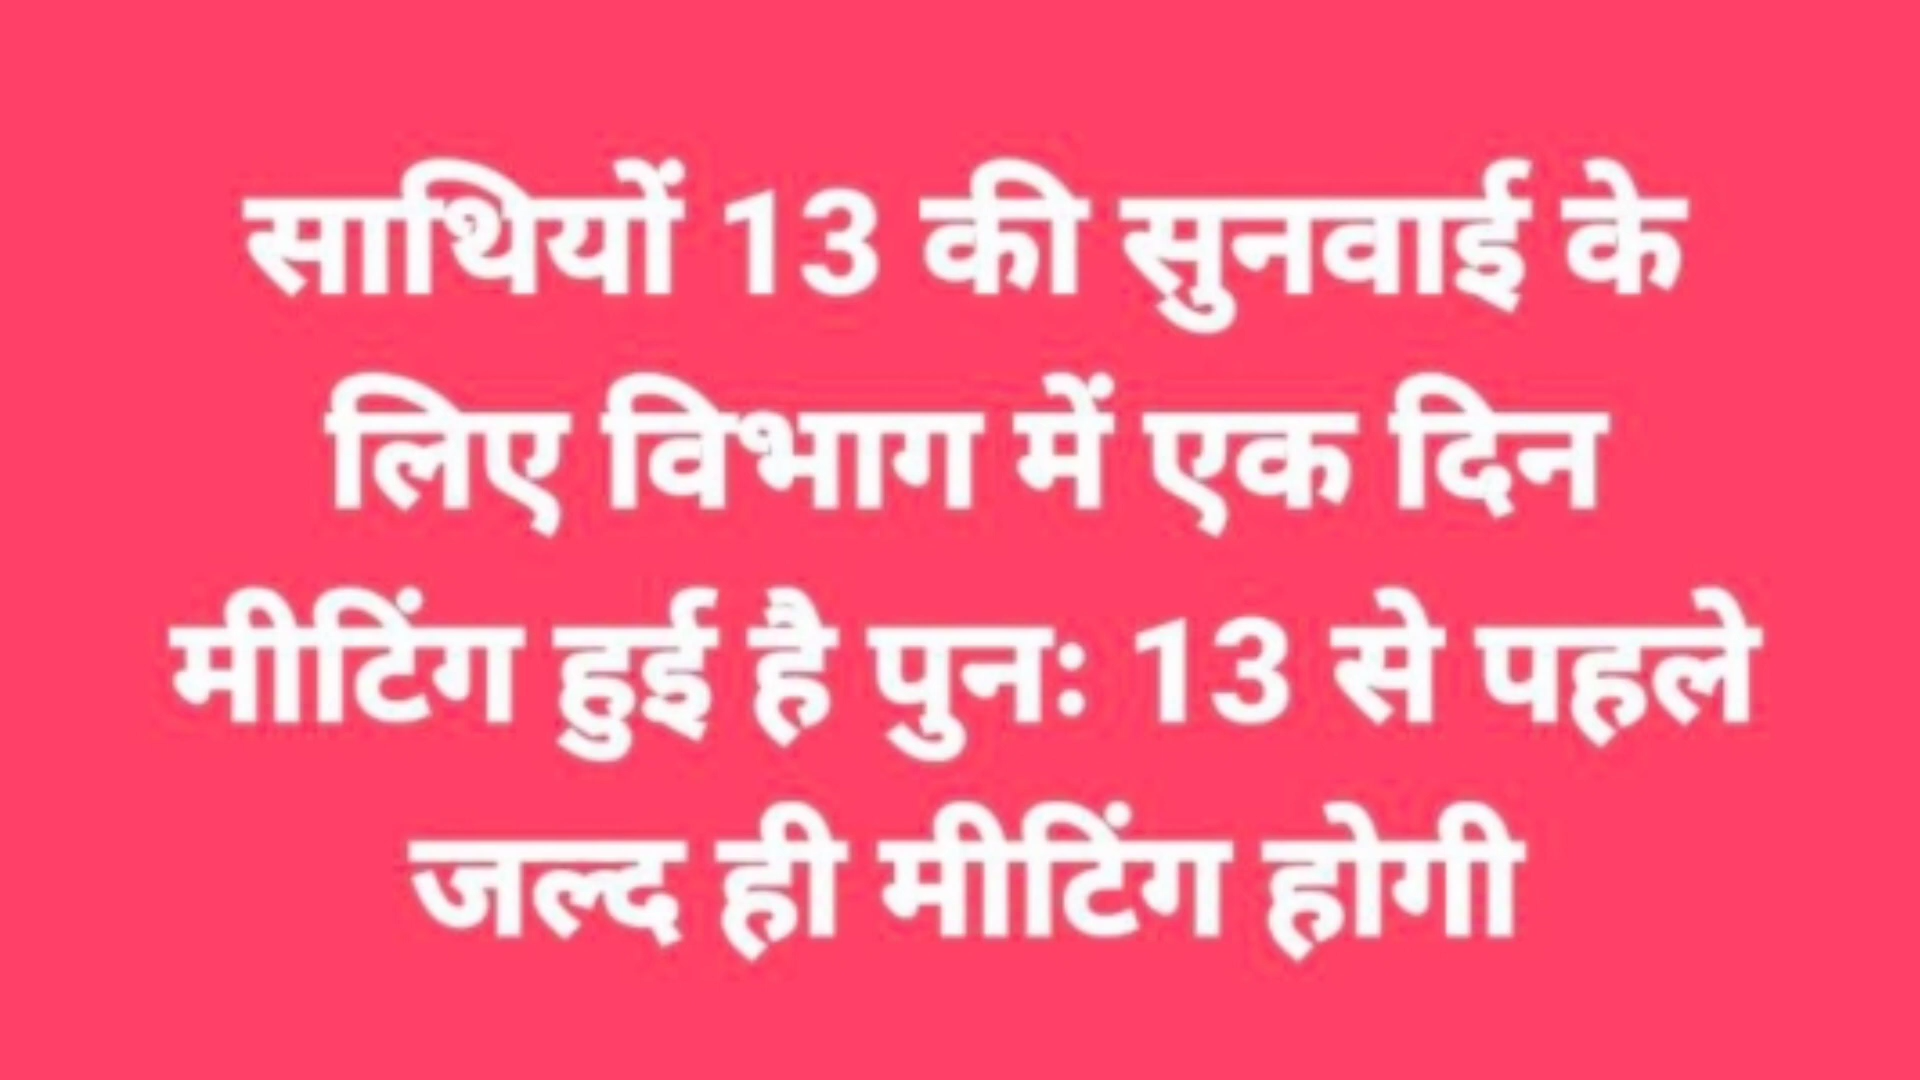 साथियों 13 की सुनवाई के
लिए विभाग में एक दिन
मीटिंग हुई है पुन: 13 से पहले
जल्द ही मीटिंग होगी